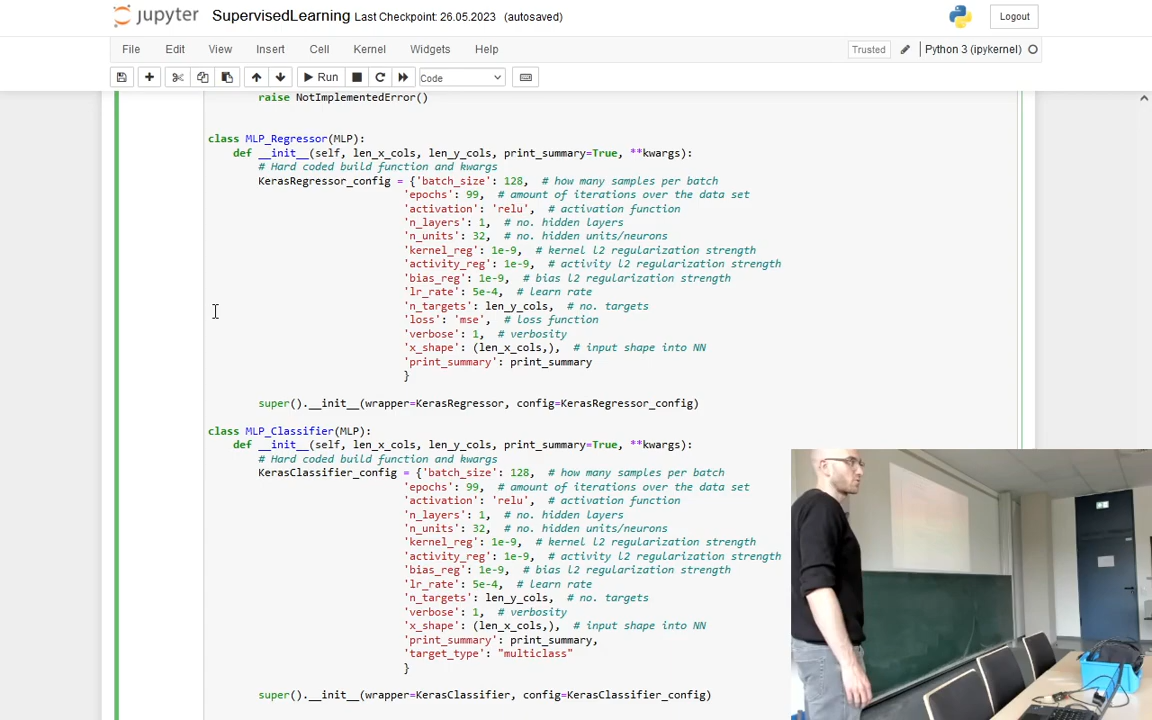 jupyter SupervisedLearning Last Checkpoint: 26.05.2023 (autosaved)
Logout
File Edit View Insert Cell Kernel Widgets Help
Trusted Python 3 (ipykernel)
Run Code
raise NotImplementedError()
class MLP_Regressor(MLP):
def __init__(self, len_x_cols, len_y_cols, print_summary=True, **kwargs):
# Hard coded build function and kwargs
KerasRegressor_config = {'batch_size': 128, # how many samples per batch
'epochs': 99, # amount of iterations over the data set
'activation': 'relu', # activation function
'n_layers': 1, # no. hidden layers
'n_units': 32, # no. hidden units/neurons
'kernel_reg': 1e-9, # kernel l2 regularization strength
'activity_reg': 1e-9, # activity l2 regularization strength
'bias_reg': 1e-9, # bias l2 regularization strength
'lr_rate': 5e-4, # learn rate
'n_targets': len_y_cols, # no. targets
'loss': 'mse', # loss function
'verbose': 1, # verbosity
'x_shape': (len_x_cols,), # input shape into NN
'print_summary': print_summary
}
super().__init__(wrapper=KerasRegressor, config=KerasRegressor_config)
class MLP_Classifier(MLP):
def __init__(self, len_x_cols, len_y_cols, print_summary=True, **kwargs):
# Hard coded build function and kwargs
KerasClassifier_config = {'batch_size': 128, # how many samples per batch
'epochs': 99, # amount of iterations over the data set
'activation': 'relu', # activation function
'n_layers': 1, # no. hidden layers
'n_units': 32, # no. hidden units/neurons
'kernel_reg': 1e-9, # kernel l2 regularization strength
'activity_reg': 1e-9, # activity l2 regularization strength
'bias_reg': 1e-9, # bias l2 regularization strength
'lr_rate': 5e-4, # learn rate
'n_targets': len_y_cols, # no. targets
'verbose': 1, # verbosity
'x_shape': (len_x_cols,), # input shape into NN
'print_summary': print_summary,
'target_type': "multiclass"
}
super().__init__(wrapper=KerasClassifier, config=KerasClassifier_config)